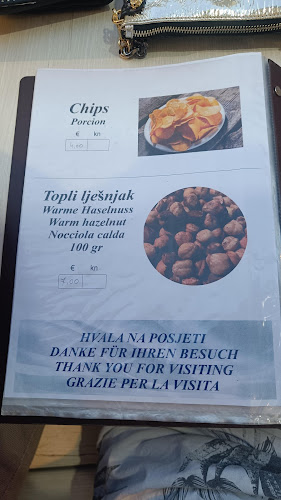 Chips
Porcion
€ kn
Topli lješnjak
Warme Haselnuss
Warm hazelnut
Nocciola calda
100 gr
€ kn
HVALA NA POSJETI
DANKE FÜR IHREN BESUCH
THANK YOU FOR VISITING
GRAZIE PER LA VISITA